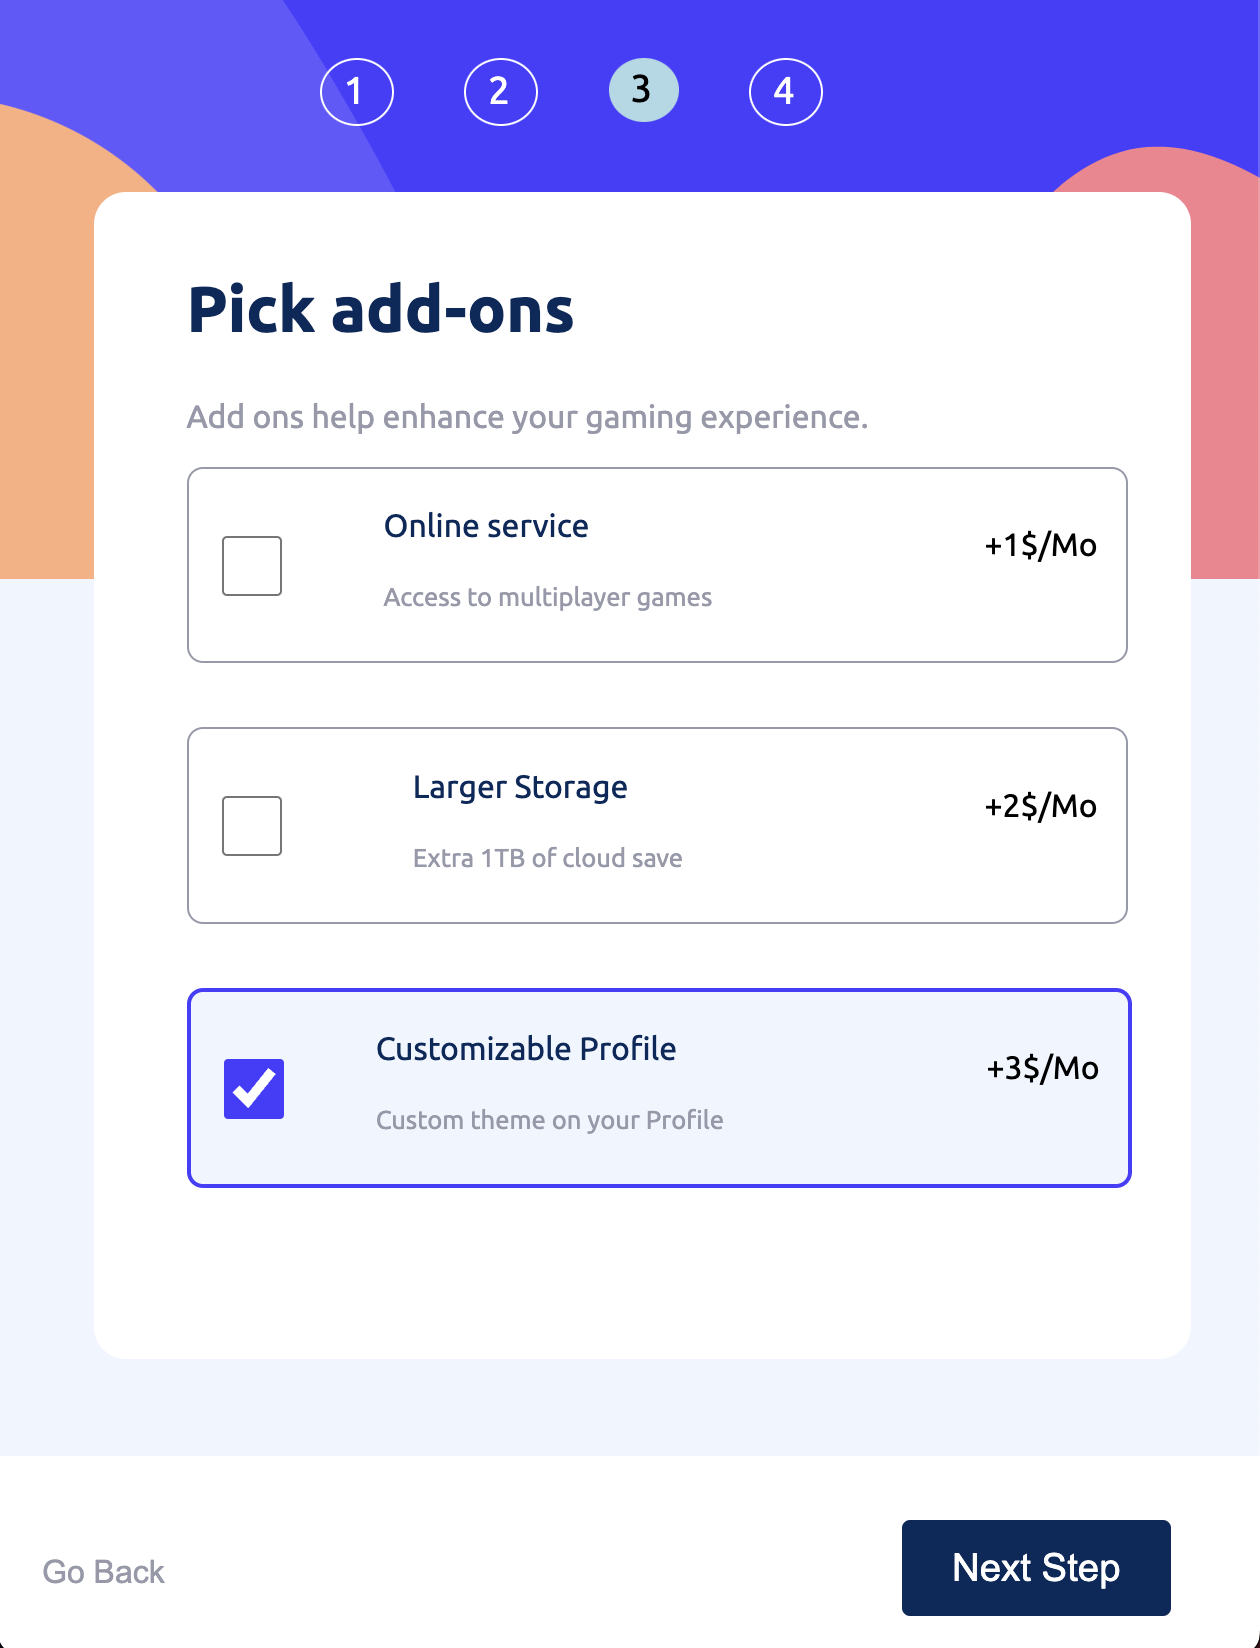 1 2 3 4
Pick add-ons
Add ons help enhance your gaming experience.
Online service
+1$/Mo
Access to multiplayer games
Larger Storage
+2$/Mo
Extra 1TB of cloud save
Customizable Profile
+3$/Mo
Custom theme on your Profile
Go Back
Next Step